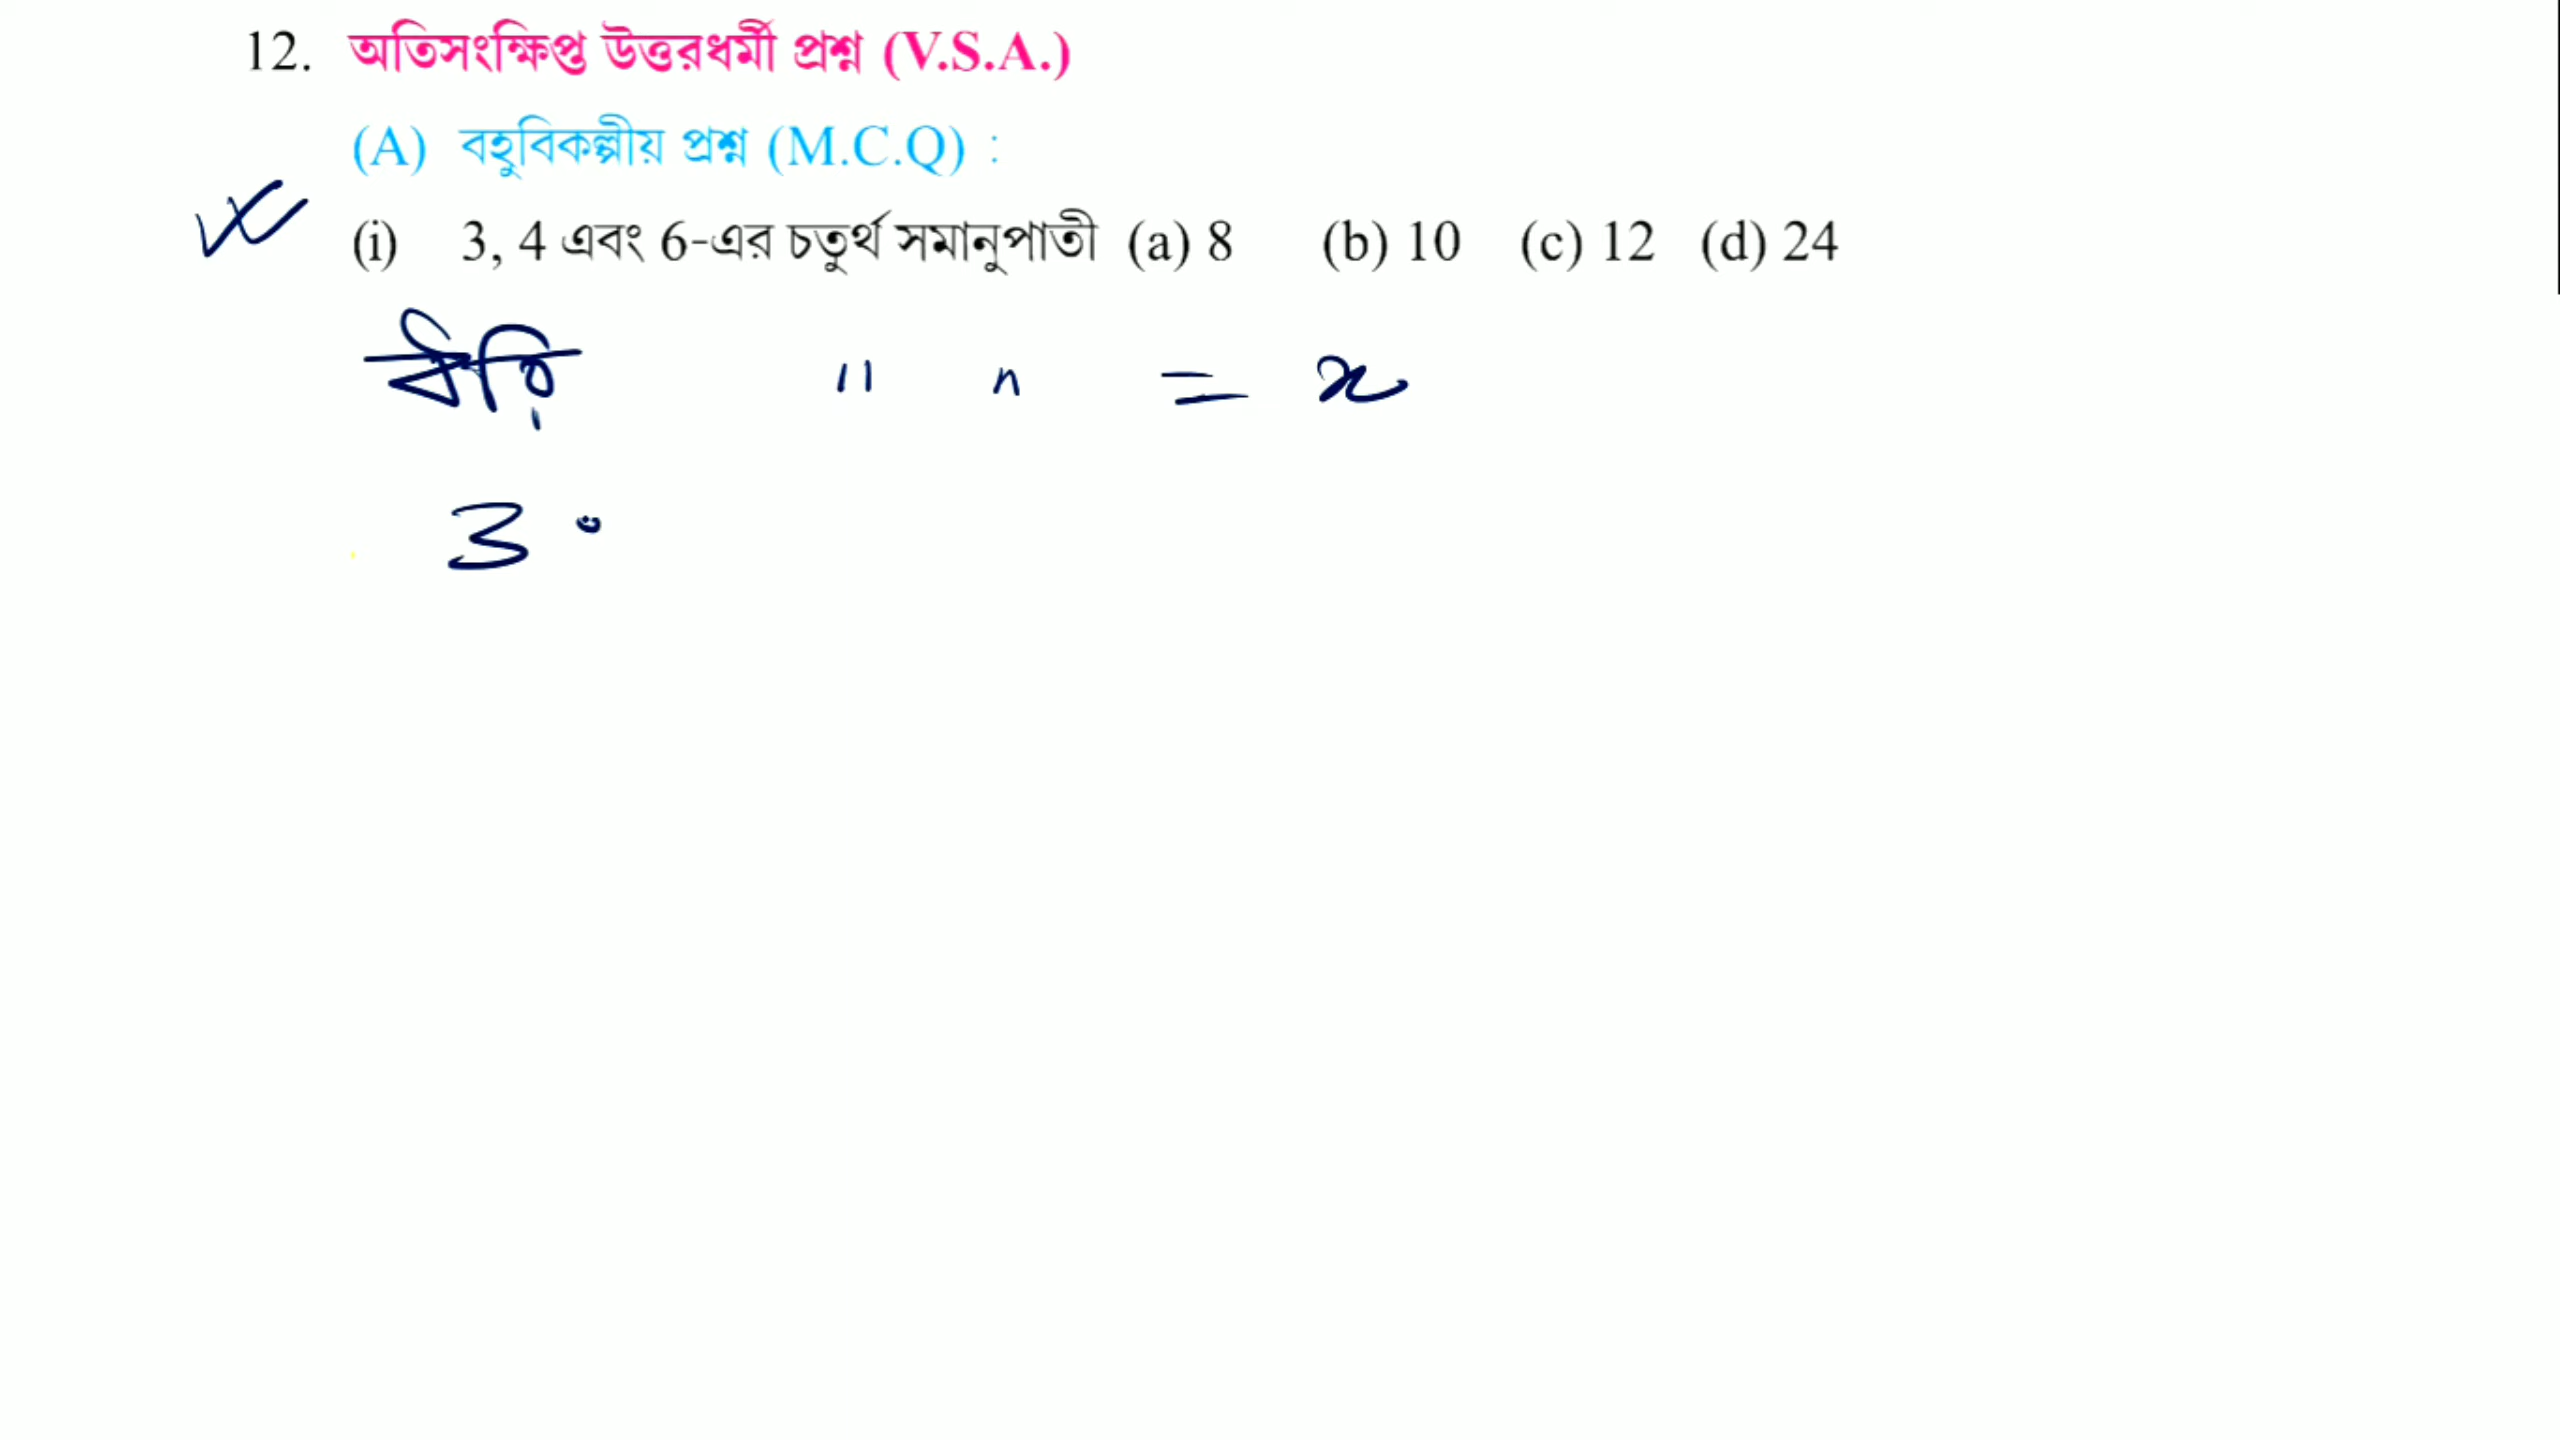 12. অতিসংক্ষিপ্ত উত্তরধর্মী প্রশ্ন (V.S.A.)
(A) বহুবিকল্পীয় প্রশ্ন (M.C.Q) :
(i) 3, 4 এবং 6-এর চতুর্থ সমানুপাতী (a) 8 (b) 10 (c) 12 (d) 24
ধরি " " = x
3 :